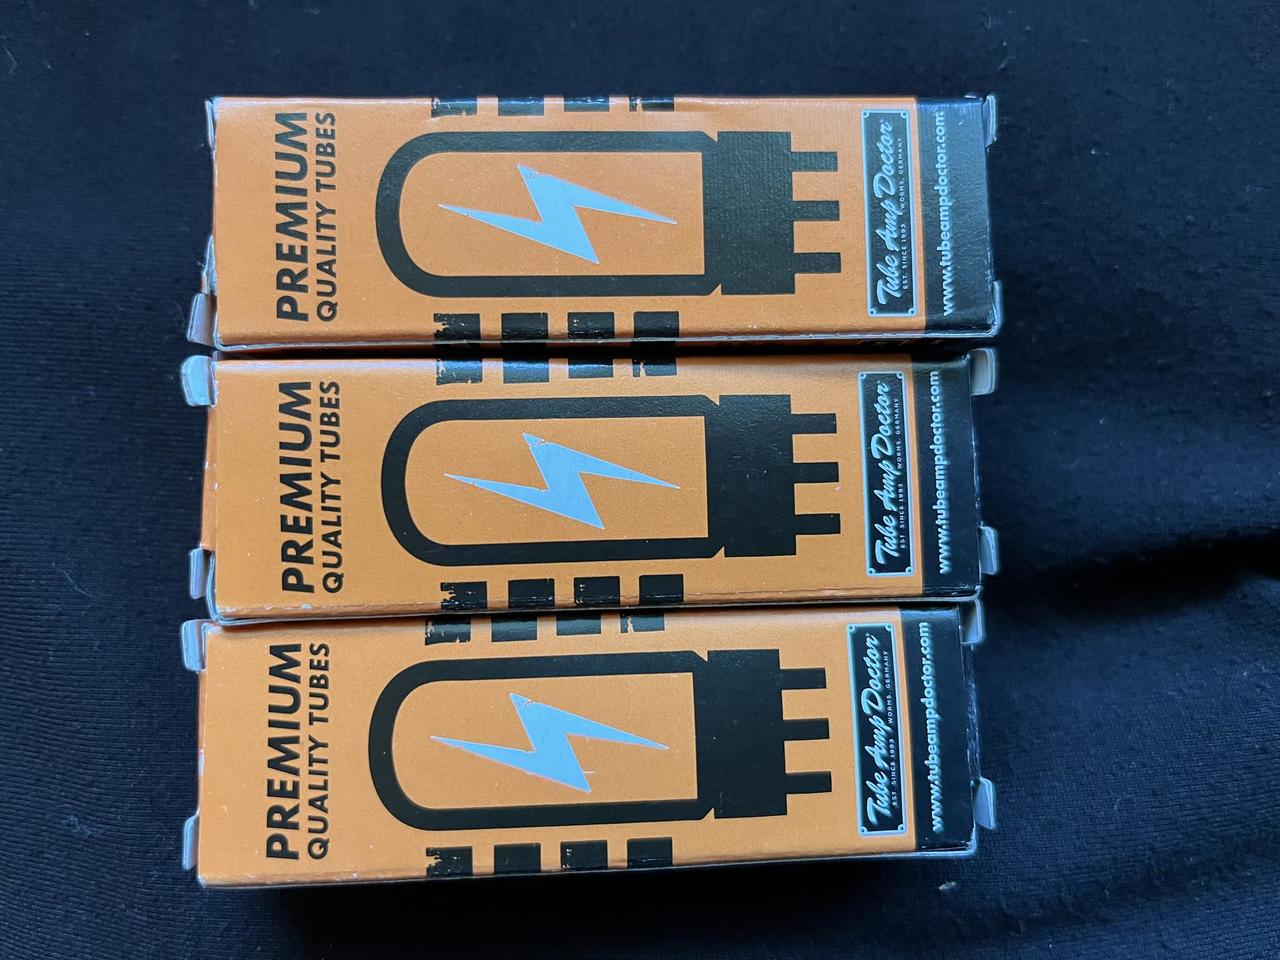 PREMIUM
QUALITY TUBES
Tube Amp Doctor
EST. SINCE 1993 WORMS, GERMANY
www.tubeampdoctor.com
PREMIUM
QUALITY TUBES
Tube Amp Doctor
EST. SINCE 1993 WORMS, GERMANY
www.tubeampdoctor.com
PREMIUM
QUALITY TUBES
Tube Amp Doctor
EST. SINCE 1993 WORMS, GERMANY
www.tubeampdoctor.com